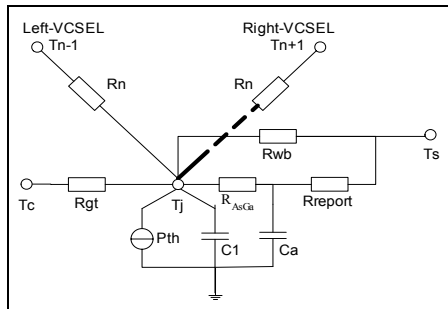 Left-VCSEL Right-VCSEL
Tn-1 Tn+1
Rn Rn
Rwb Ts
Tc Rgt Tj RAsGa Rreport
Pth C1 Ca